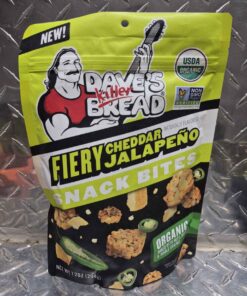 NEW!
DAVE'S
Killer
BREAD
USDA
ORGANIC
NON
GMO
FIERY CHEDDAR
JALAPEÑO
SNACK BITES
ORGANIC